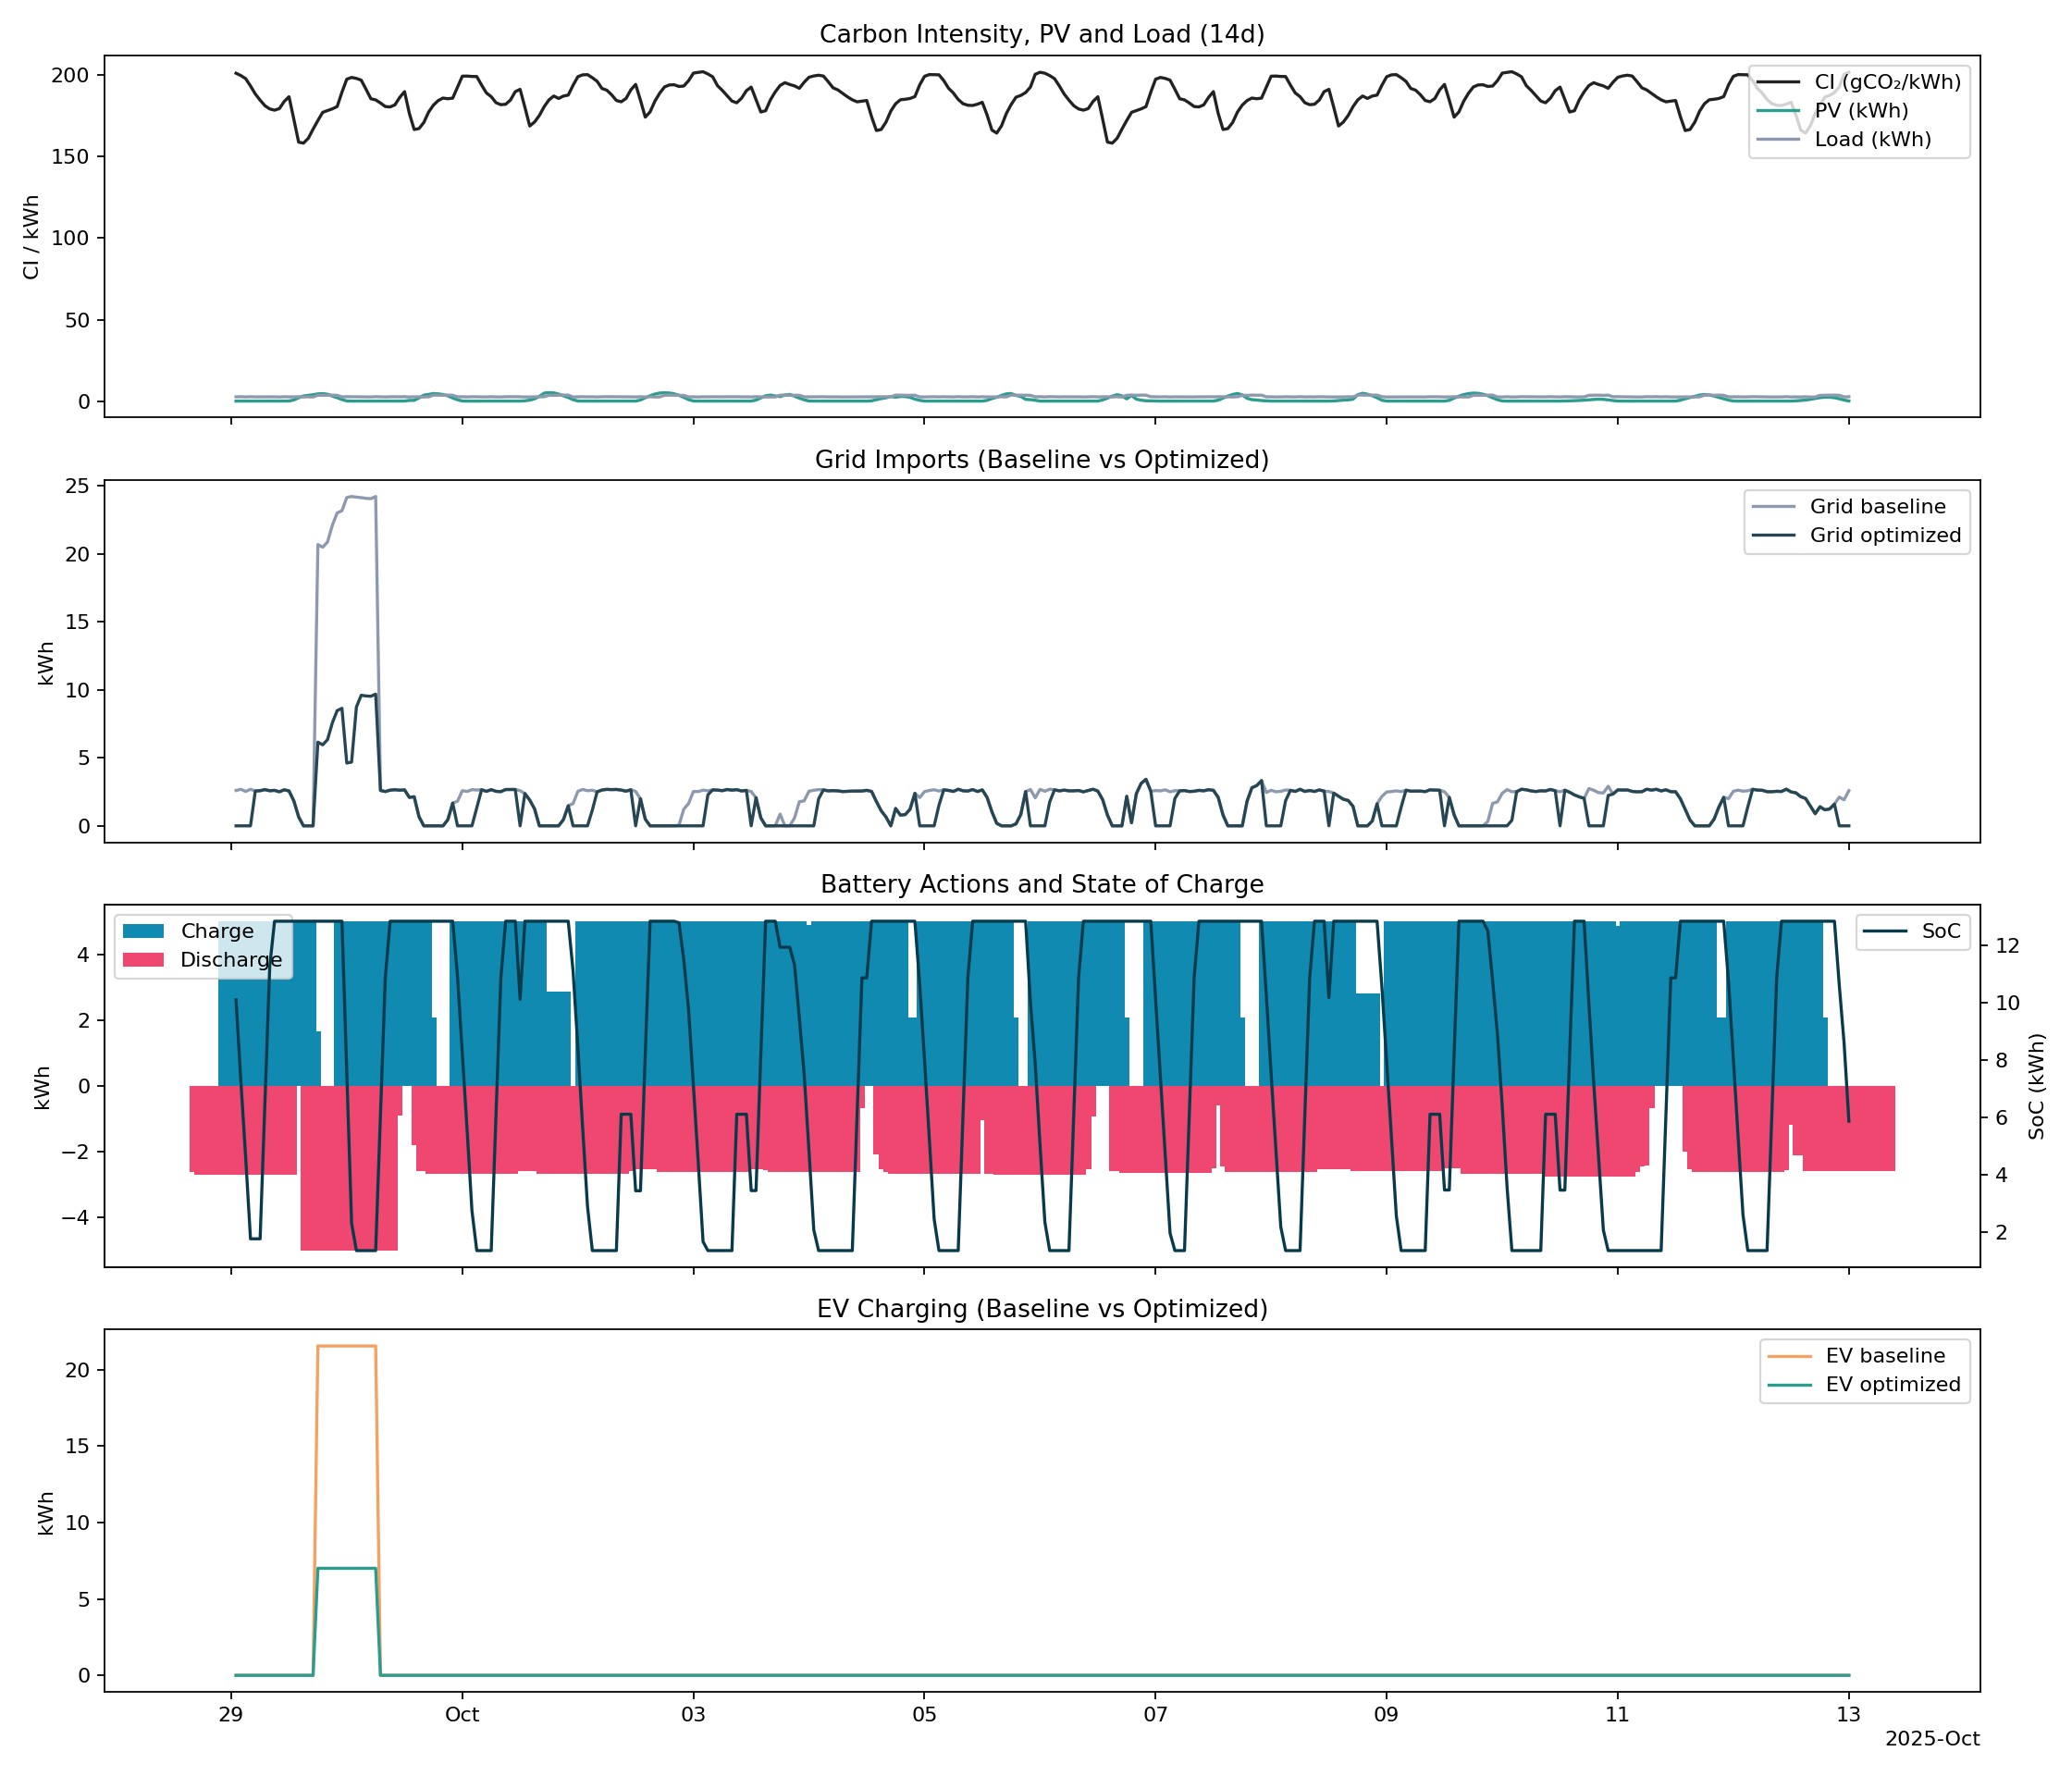 Carbon Intensity, PV and Load (14d)
CI / kWh
200
150
100
50
0
CI (gCO₂/kWh)
PV (kWh)
Load (kWh)
Grid Imports (Baseline vs Optimized)
kWh
25
20
15
10
5
0
Grid baseline
Grid optimized
Battery Actions and State of Charge
kWh
4
2
0
−2
−4
Charge
Discharge
SoC
12
10
8
6
4
2
SoC (kWh)
EV Charging (Baseline vs Optimized)
kWh
20
15
10
5
0
EV baseline
EV optimized
29 Oct 03 05 07 09 11 13
2025-Oct